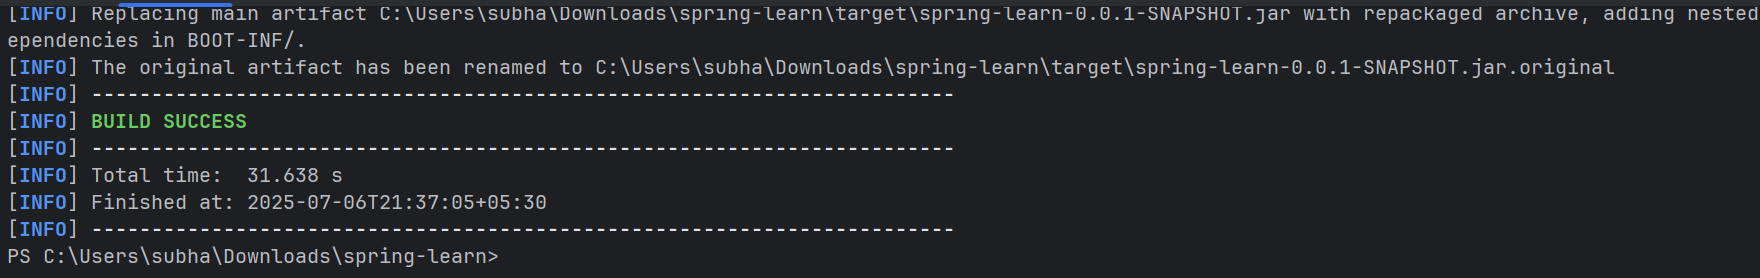 [INFO] Replacing main artifact C:\Users\subha\Downloads\spring-learn\target\spring-learn-0.0.1-SNAPSHOT.jar with repackaged archive, adding nested
ependencies in BOOT-INF/.
[INFO] The original artifact has been renamed to C:\Users\subha\Downloads\spring-learn\target\spring-learn-0.0.1-SNAPSHOT.jar.original
[INFO] ------------------------------------------------------------------------
[INFO] BUILD SUCCESS
[INFO] ------------------------------------------------------------------------
[INFO] Total time:  31.638 s
[INFO] Finished at: 2025-07-06T21:37:05+05:30
[INFO] ------------------------------------------------------------------------
PS C:\Users\subha\Downloads\spring-learn>